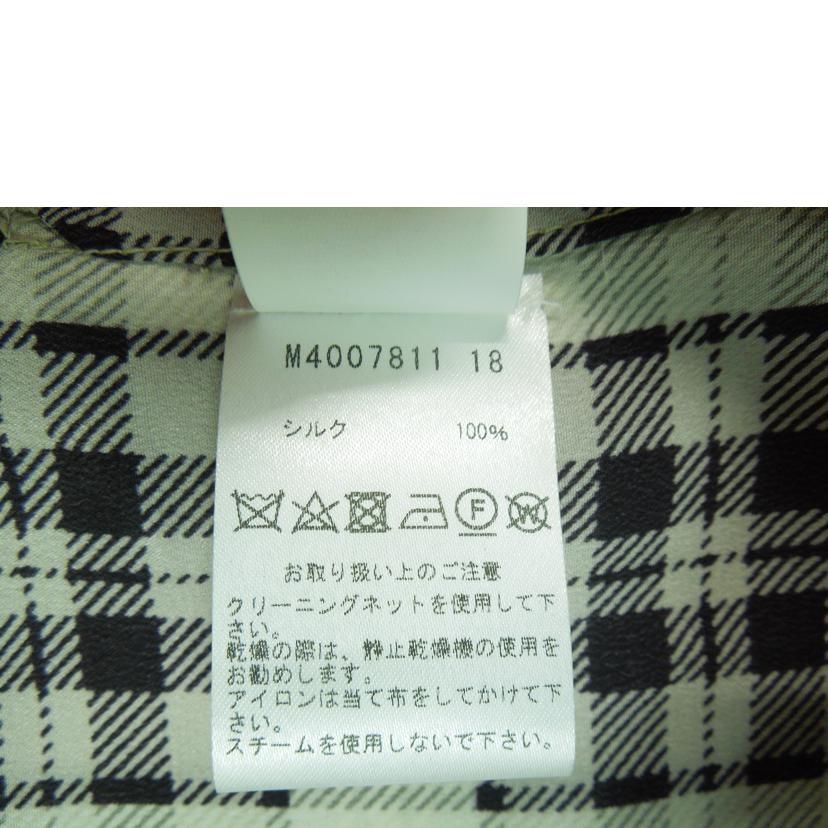 M4007811 18
シルク 100%
F W
お取り扱い上のご注意
クリーニングネットを使用して下
さい。
乾燥の際は、静止乾燥機の使用を
お勧めします。
アイロンは当て布をしてかけて下
さい。
スチームを使用しないで下さい。